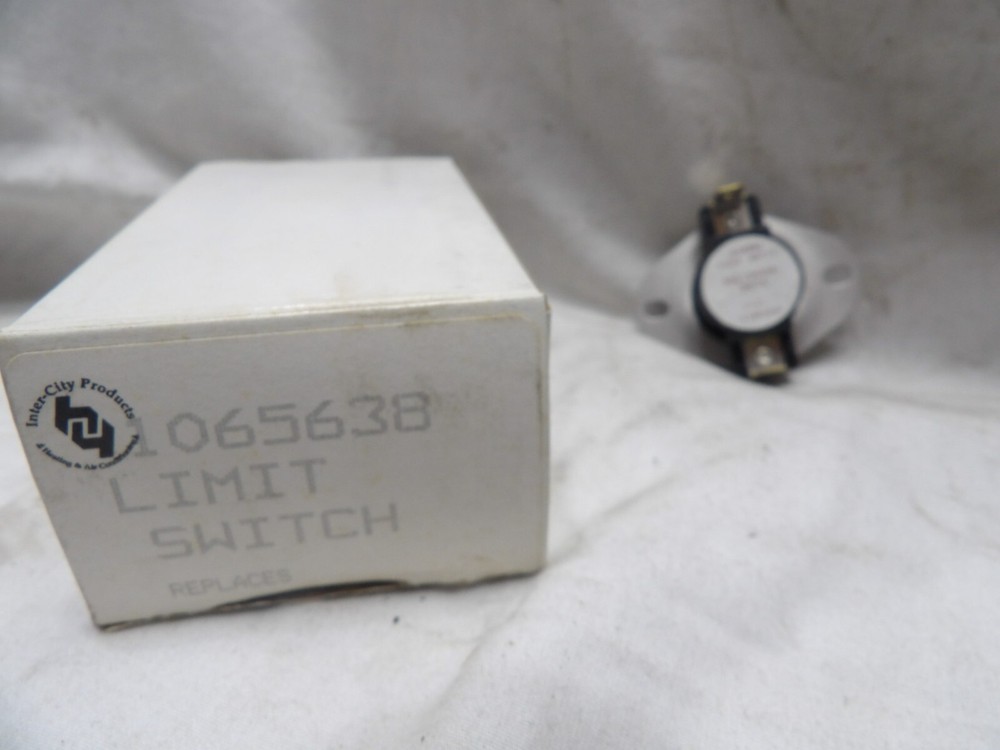 Inter-City Products
Heating & Air Conditioning
1065638
LIMIT
SWITCH
REPLACES